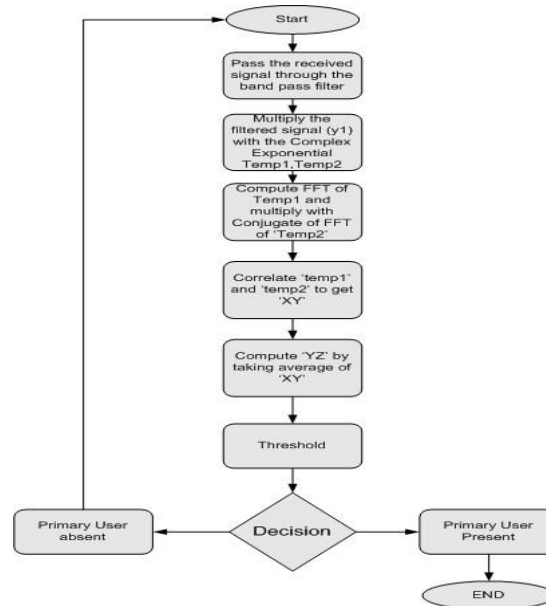 Start
Pass the received
signal through the
band pass filter
Multiply the
filtered signal (y1)
with the Complex
Exponential
Temp1,Temp2
Compute FFT of
Temp1 and
multiply with
Conjugate of FFT
of 'Temp2'
Correlate 'temp1'
and 'temp2' to get
'XY'
Compute 'YZ' by
taking average of
'XY'
Threshold
Decision
Primary User
absent
Primary User
Present
END